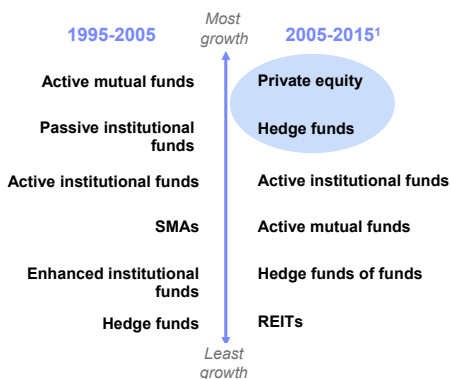 Most
growth
1995-2005
2005-2015¹
Active mutual funds
Private equity
Passive institutional
funds
Hedge funds
Active institutional funds
Active institutional funds
SMAs
Active mutual funds
Enhanced institutional
funds
Hedge funds of funds
Hedge funds
REITs
Least
growth